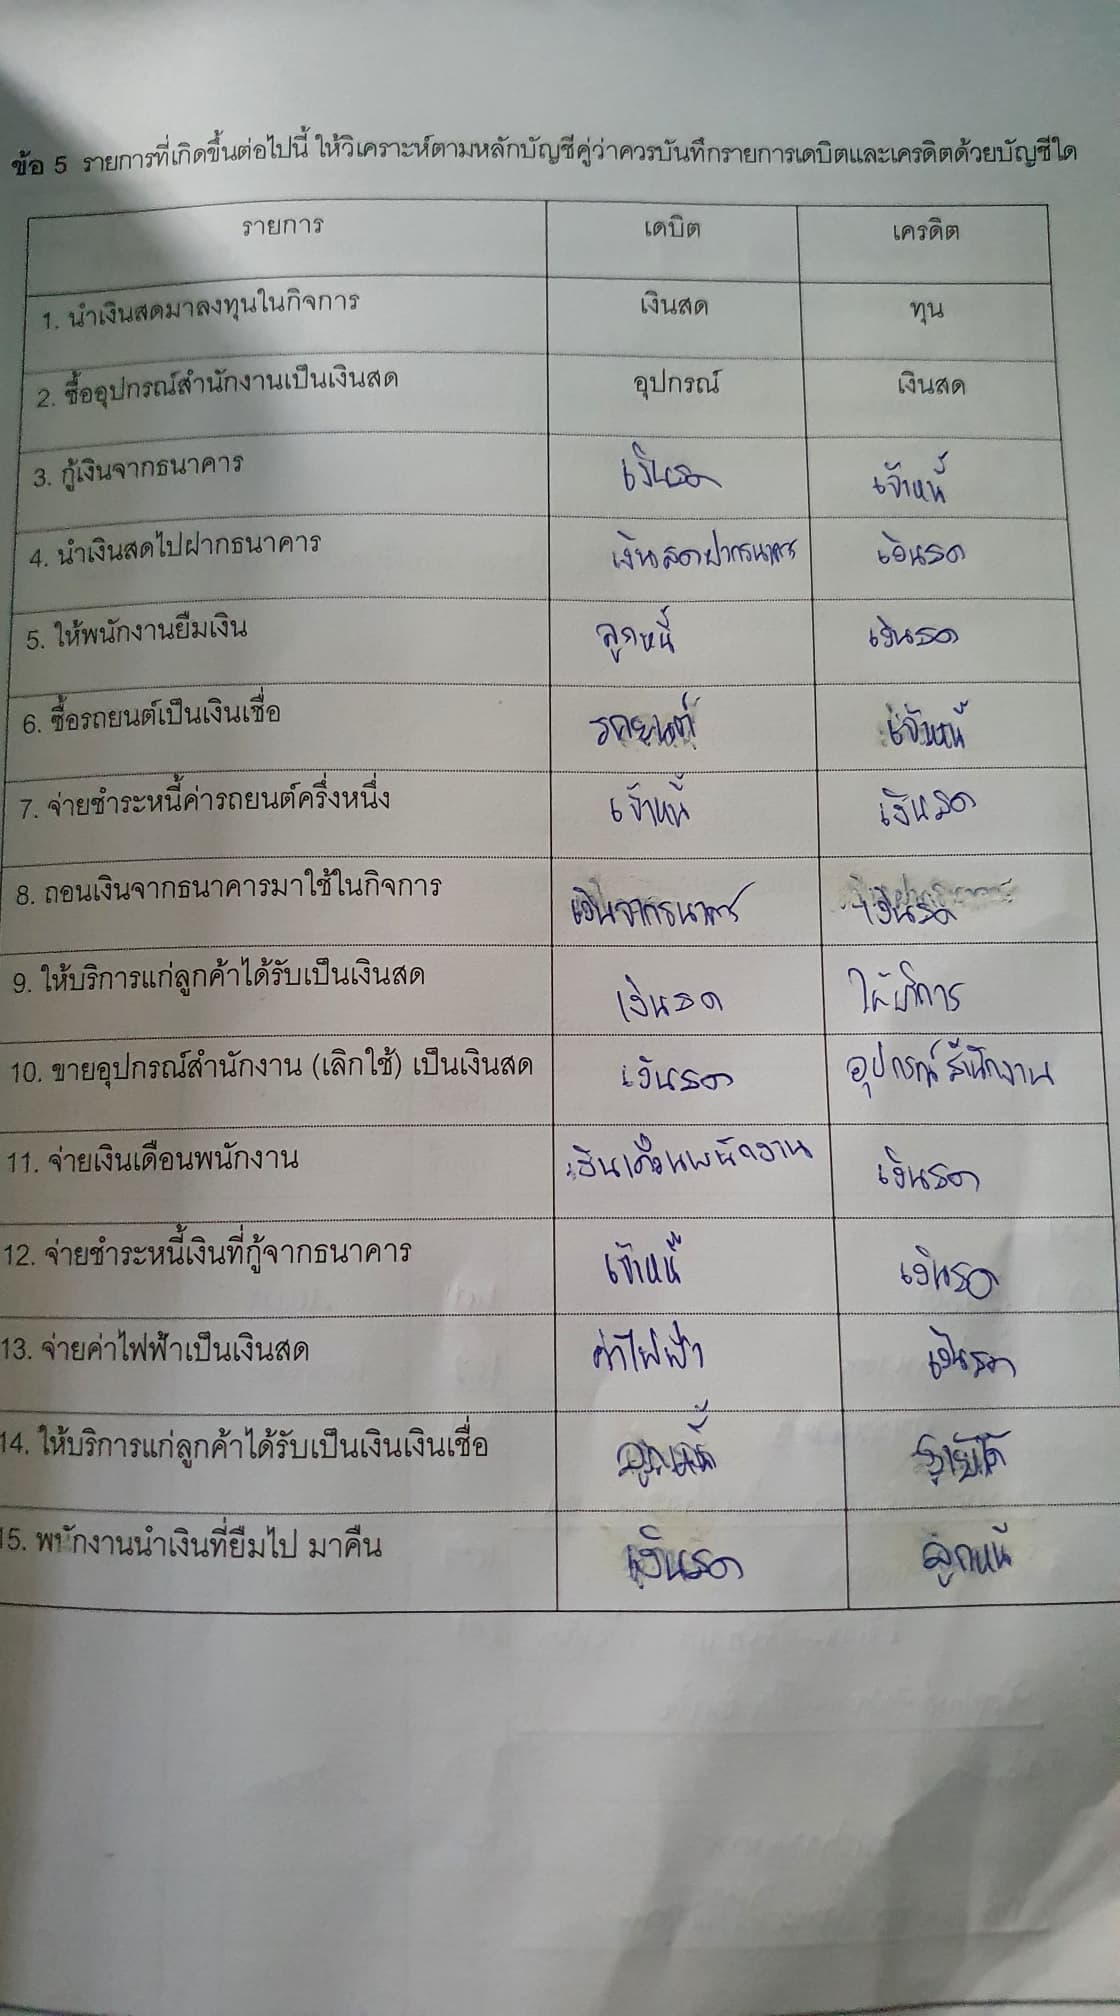 ข้อ 5 รายการที่เกิดขึ้นต่อไปนี้ ให้วิเคราะห์ตามหลักบัญชีคู่ว่าควรบันทึกรายการเดบิตและเครดิตด้วยบัญชีใด
รายการ เดบิต เครดิต
1. นำเงินสดมาลงทุนในกิจการ เงินสด ทุน
2. ซื้ออุปกรณ์สำนักงานเป็นเงินสด อุปกรณ์ เงินสด
3. กู้เงินจากธนาคาร เงินสด เจ้าหนี้
4. นำเงินสดไปฝากธนาคาร เงินสดฝากธนาคาร เงินสด
5. ให้พนักงานยืมเงิน ลูกหนี้ เงินสด
6. ซื้อรถยนต์เป็นเงินเชื่อ รถยนต์ เจ้าหนี้
7. จ่ายชำระหนี้ค่ารถยนต์ครึ่งหนึ่ง เจ้าหนี้ เงินสด
8. ถอนเงินจากธนาคารมาใช้ในกิจการ เงินจากธนาคาร เงินสด
9. ให้บริการแก่ลูกค้าได้รับเป็นเงินสด เงินสด ให้บริการ
10. ขายอุปกรณ์สำนักงาน (เลิกใช้) เป็นเงินสด เงินสด อุปกรณ์สำนักงาน
11. จ่ายเงินเดือนพนักงาน เงินเดือนพนักงาน เงินสด
12. จ่ายชำระหนี้เงินที่กู้จากธนาคาร เจ้าหนี้ เงินสด
13. จ่ายค่าไฟฟ้าเป็นเงินสด ค่าไฟฟ้า เงินสด
14. ให้บริการแก่ลูกค้าได้รับเป็นเงินเงินเชื่อ ลูกหนี้ รายได้
15. พนักงานนำเงินที่ยืมไป มาคืน เงินสด ลูกหนี้